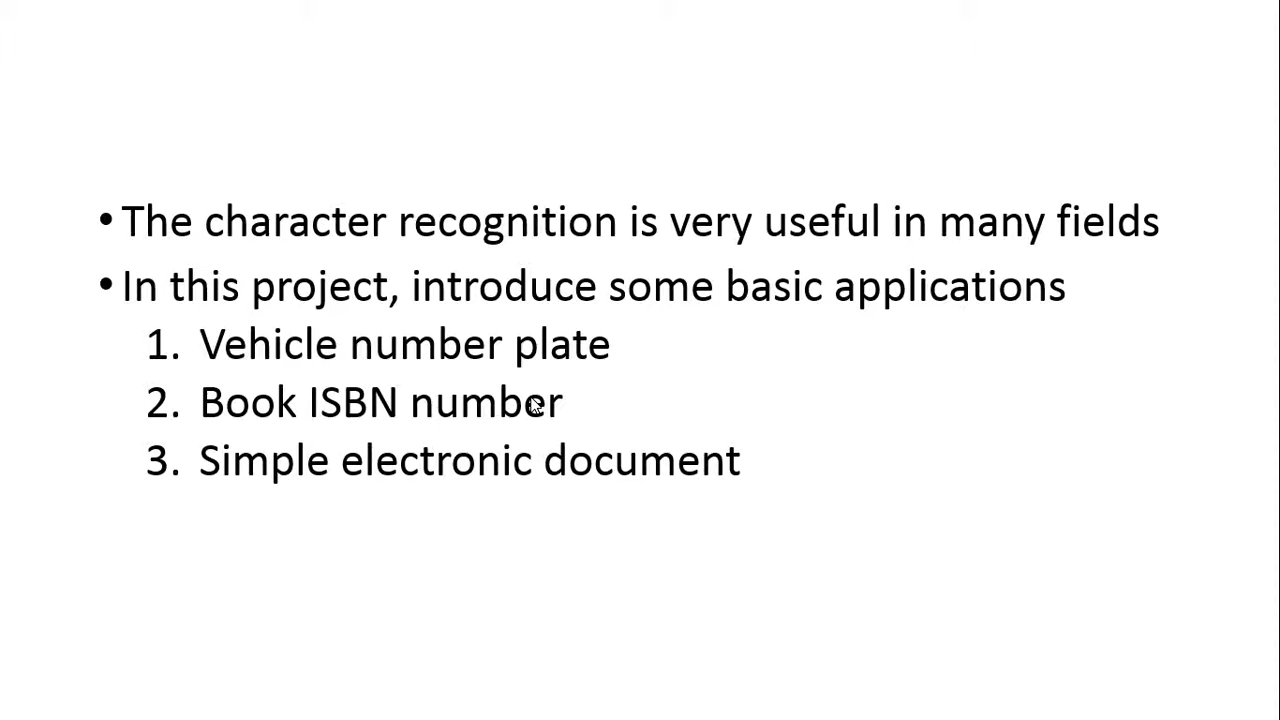 • The character recognition is very useful in many fields
• In this project, introduce some basic applications
1. Vehicle number plate
2. Book ISBN number
3. Simple electronic document